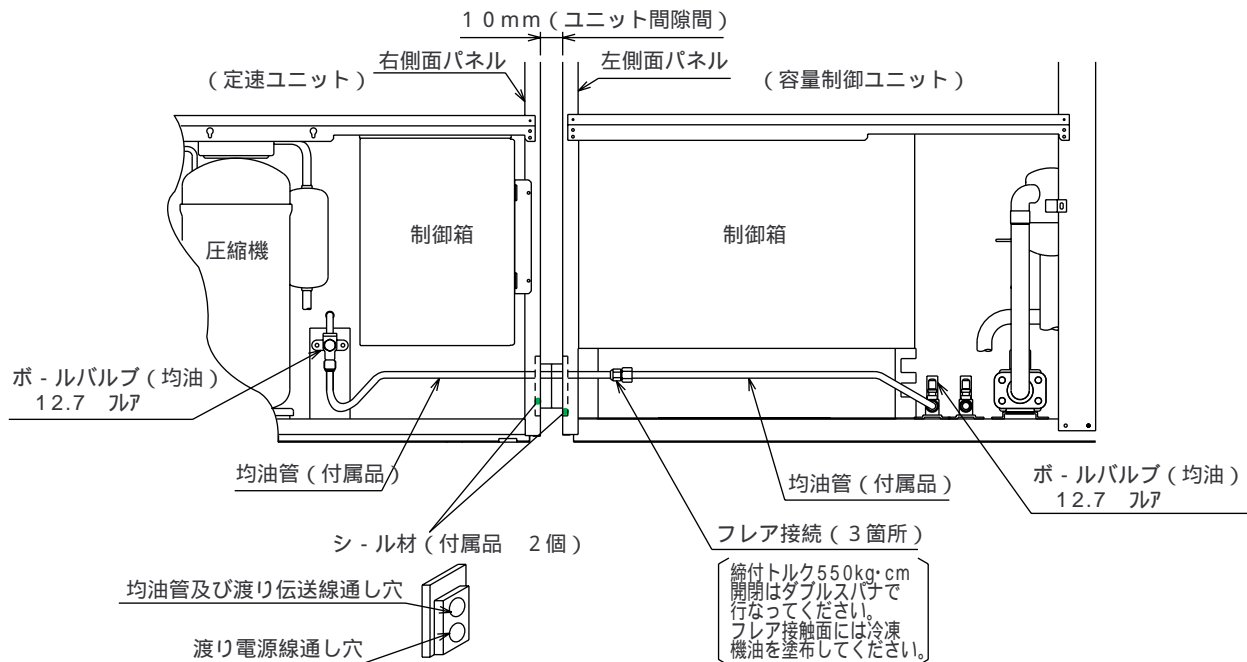 １０mm（ユニット間隙間）
右側面パネル
左側面パネル
（定速ユニット）
（容量制御ユニット）
圧縮機
制御箱
制御箱
ボ‐ルバルブ（均油）
12.7　ﾌﾚｱ
均油管（付属品）
均油管（付属品）
ボ‐ルバルブ（均油）
12.7　ﾌﾚｱ
シ‐ル材（付属品　２個）
フレア接続（３箇所）
締付トルク550kg･cm
開閉はダブルスパナで
行なってください。
フレア接触面には冷凍
機油を塗布してください。
均油管及び渡り伝送線通し穴
渡り電源線通し穴